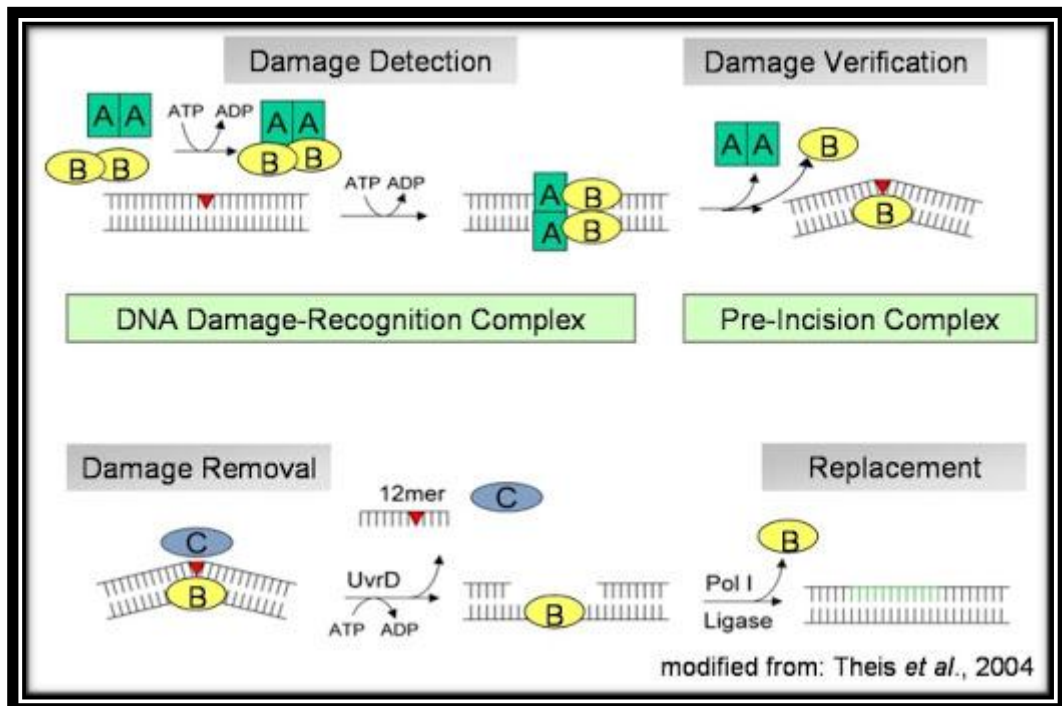 Damage Detection
Damage Verification
A A
ATP ADP
A A
B B
B B
ATP ADP
A B
A B
A A
B
B
DNA Damage-Recognition Complex
Pre-Incision Complex
Damage Removal
Replacement
12mer
C
C
B
UvrD
ATP ADP
B
B
Pol I
Ligase
modified from: Theis et al., 2004